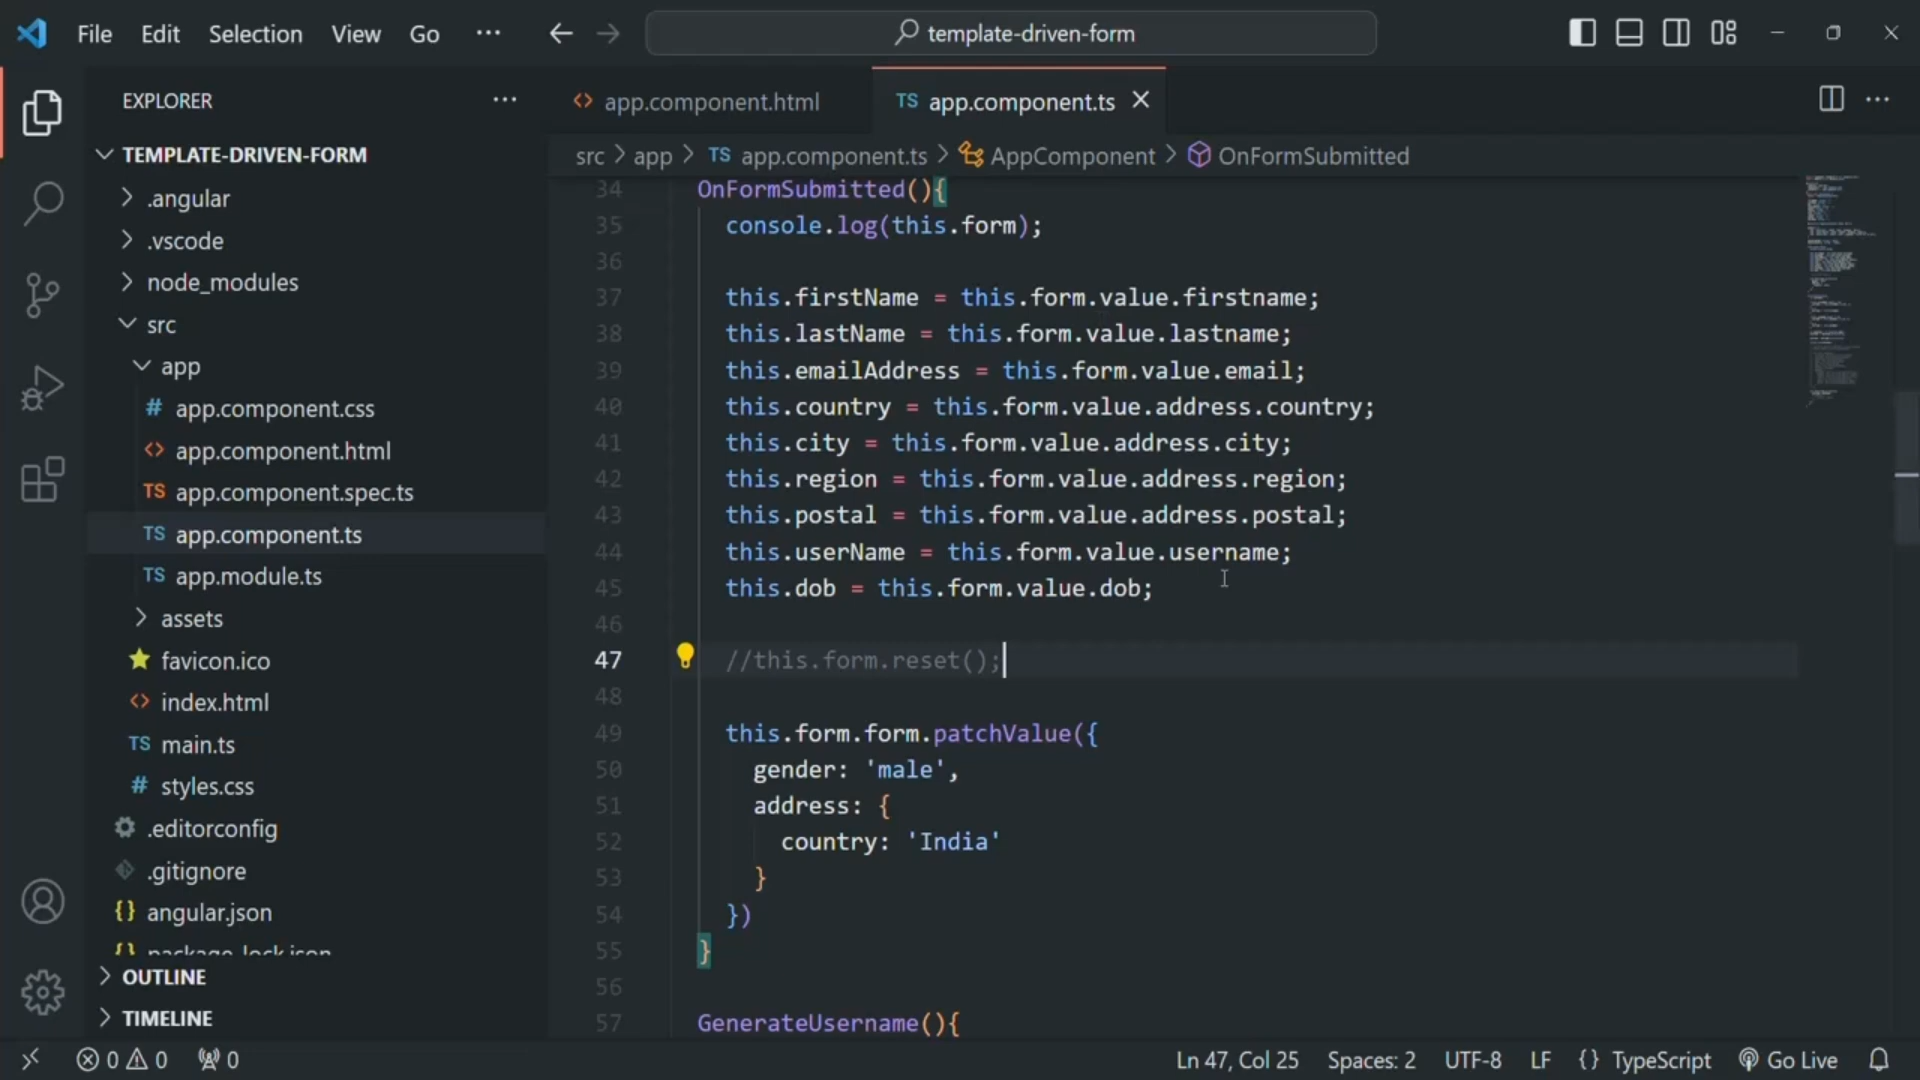 File Edit Selection View Go ··· template-driven-form
EXPLORER ···
TEMPLATE-DRIVEN-FORM
.angular
.vscode
node_modules
src
app
# app.component.css
<> app.component.html
TS app.component.spec.ts
TS app.component.ts
TS app.module.ts
assets
favicon.ico
<> index.html
TS main.ts
# styles.css
.editorconfig
.gitignore
{} angular.json
{} package-lock.json
OUTLINE
TIMELINE
<> app.component.html
TS app.component.ts
src > app > TS app.component.ts > AppComponent > OnFormSubmitted
34 OnFormSubmitted(){
35 console.log(this.form);
36
37 this.firstName = this.form.value.firstname;
38 this.lastName = this.form.value.lastname;
39 this.emailAddress = this.form.value.email;
40 this.country = this.form.value.address.country;
41 this.city = this.form.value.address.city;
42 this.region = this.form.value.address.region;
43 this.postal = this.form.value.address.postal;
44 this.userName = this.form.value.username;
45 this.dob = this.form.value.dob;
46
47 //this.form.reset();
48
49 this.form.form.patchValue({
50 gender: 'male',
51 address: {
52 country: 'India'
53 }
54 })
55 }
56
57 GenerateUsername(){
0 0 0 Ln 47, Col 25 Spaces: 2 UTF-8 LF {} TypeScript Go Live